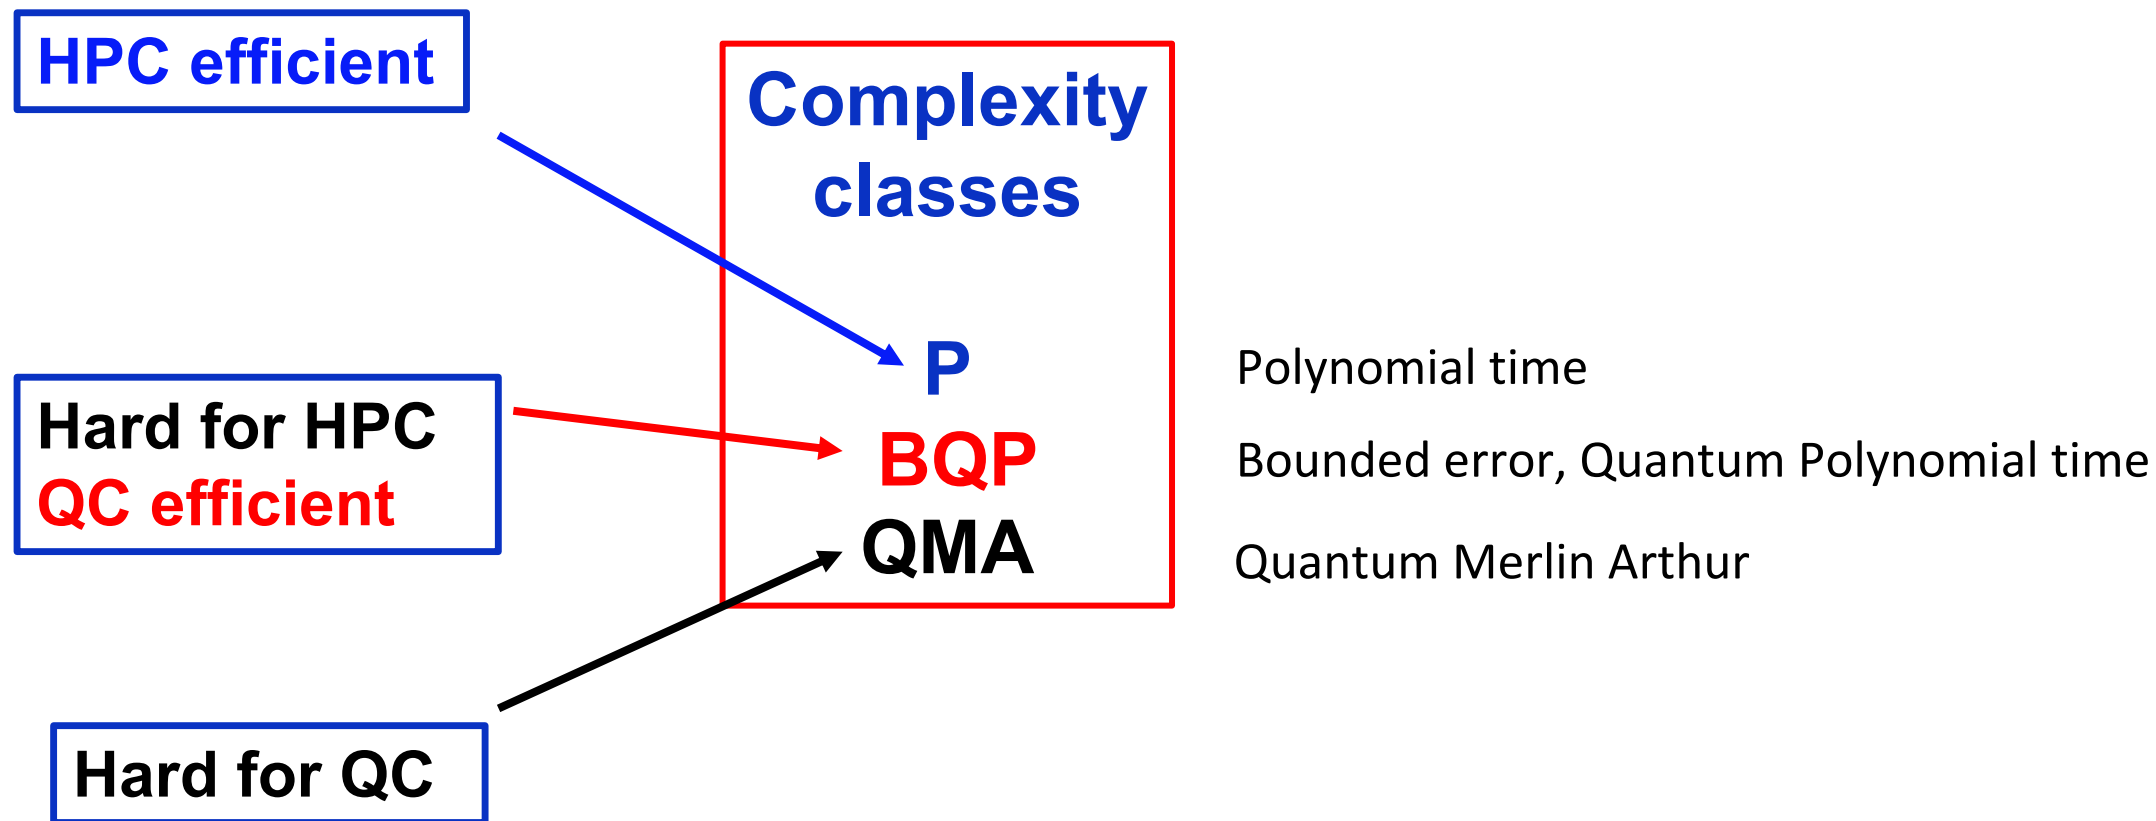 HPC efficient
Complexity
classes
P
Polynomial time
Hard for HPC
QC efficient
BQP
Bounded error, Quantum Polynomial time
QMA
Quantum Merlin Arthur
Hard for QC